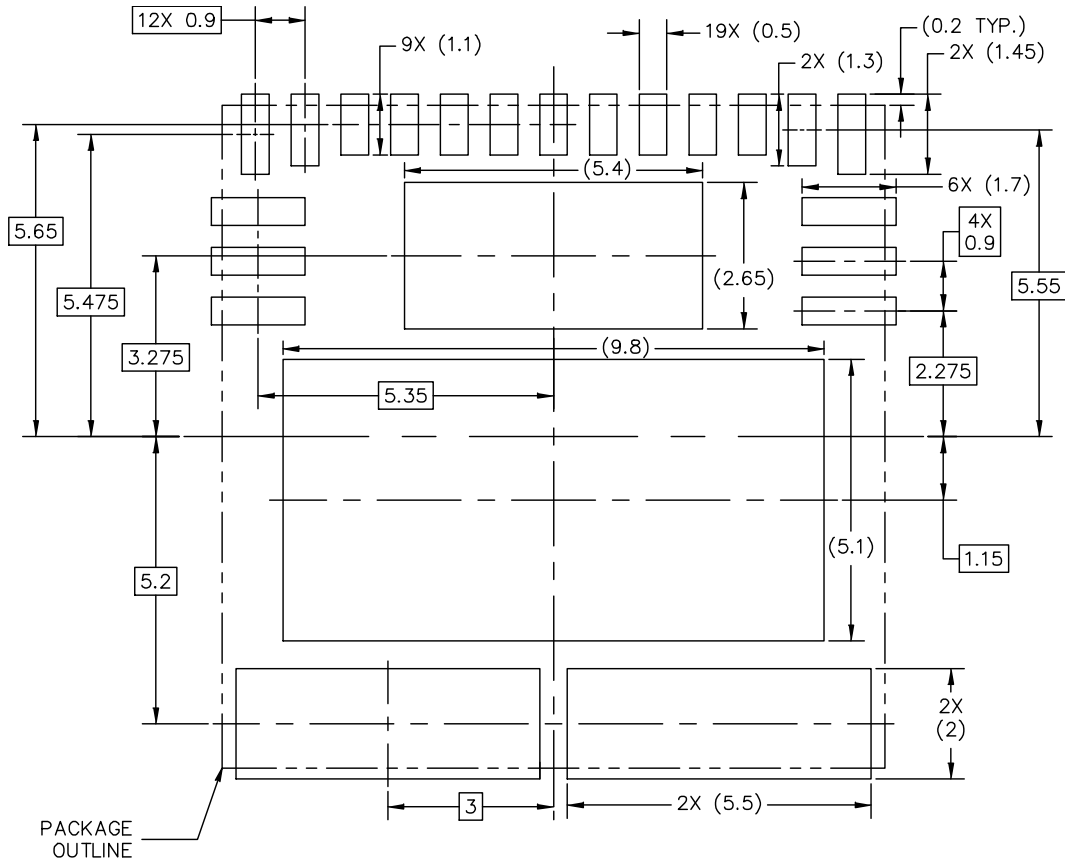 12X 0.9
9X (1.1)
19X (0.5)
(0.2 TYP.)
2X (1.3)
2X (1.45)
(5.4)
6X (1.7)
5.65
4X
0.9
(2.65)
5.55
5.475
3.275
(9.8)
2.275
5.35
(5.1)
1.15
5.2
2X
(2)
3
2X (5.5)
PACKAGE
OUTLINE